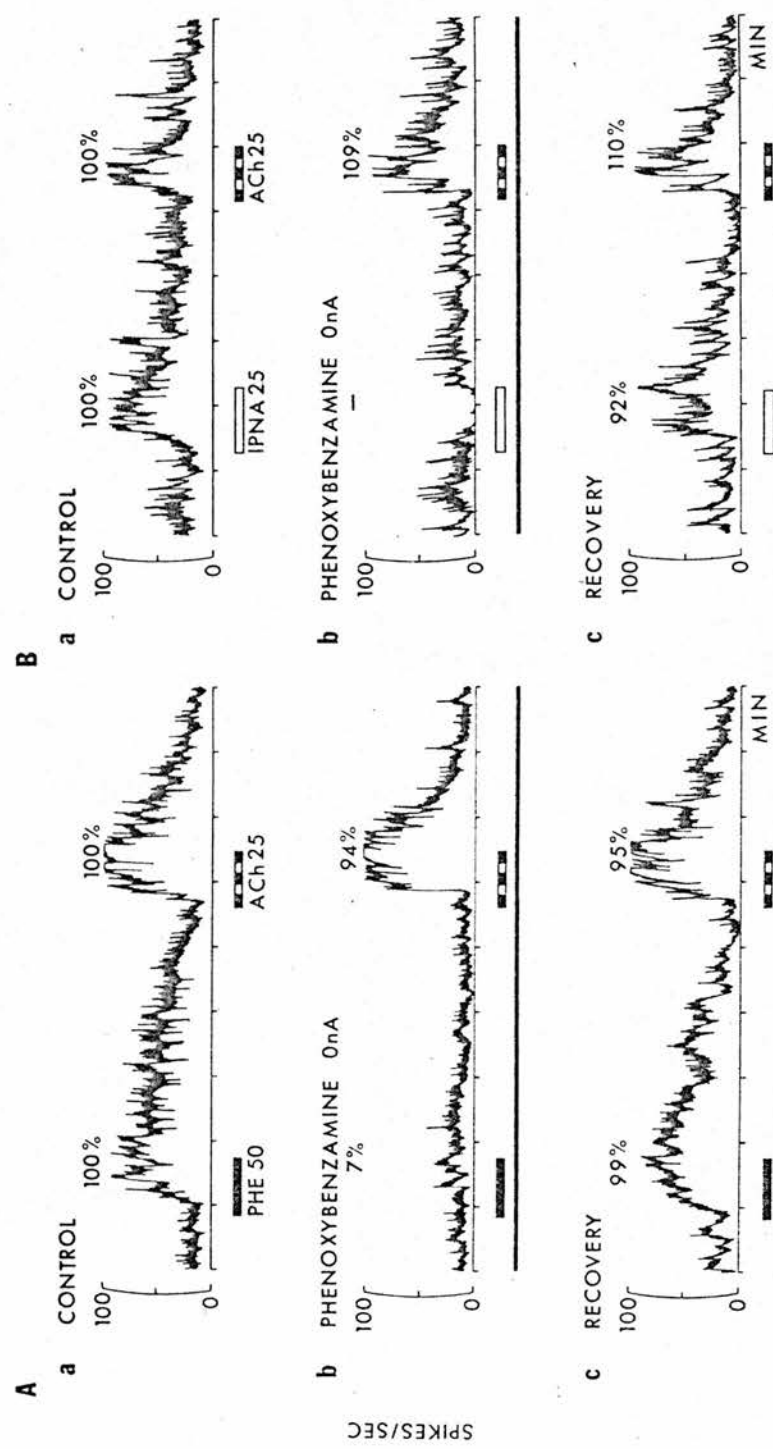 A
SPIKES/SEC
a CONTROL
100
0
100%
100%
PHE 50
ACh 25
b PHENOXYBENZAMINE 0nA
100
0
7%
94%
c RECOVERY
100
0
99%
95%
MIN
B
a CONTROL
100
0
100%
100%
IPNA 25
ACh 25
b PHENOXYBENZAMINE 0nA
100
0
—
109%
c RECOVERY
100
0
92%
110%
MIN